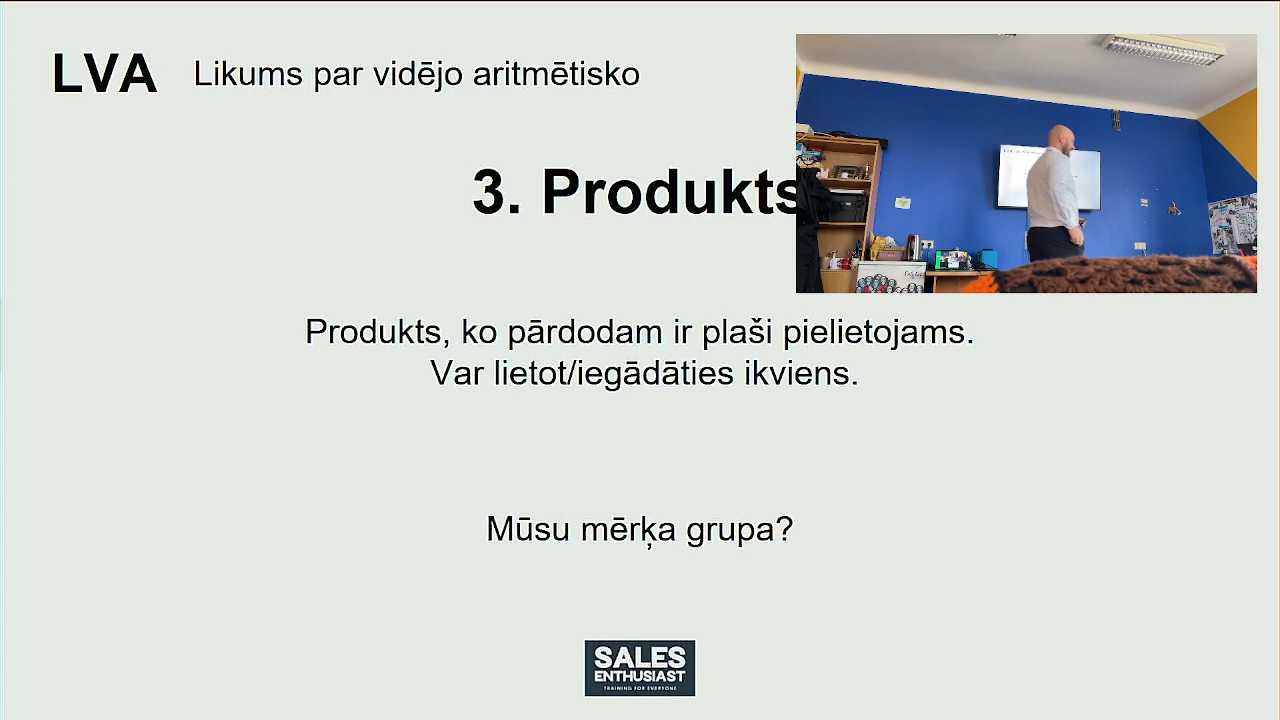 LVA Likums par vidējo aritmētisko
3. Produkts
Produkts, ko pārdodam ir plaši pielietojams.
Var lietot/iegādāties ikviens.
Mūsu mērķa grupa?
SALES
ENTHUSIAST
TRAINING FOR EVERYONE